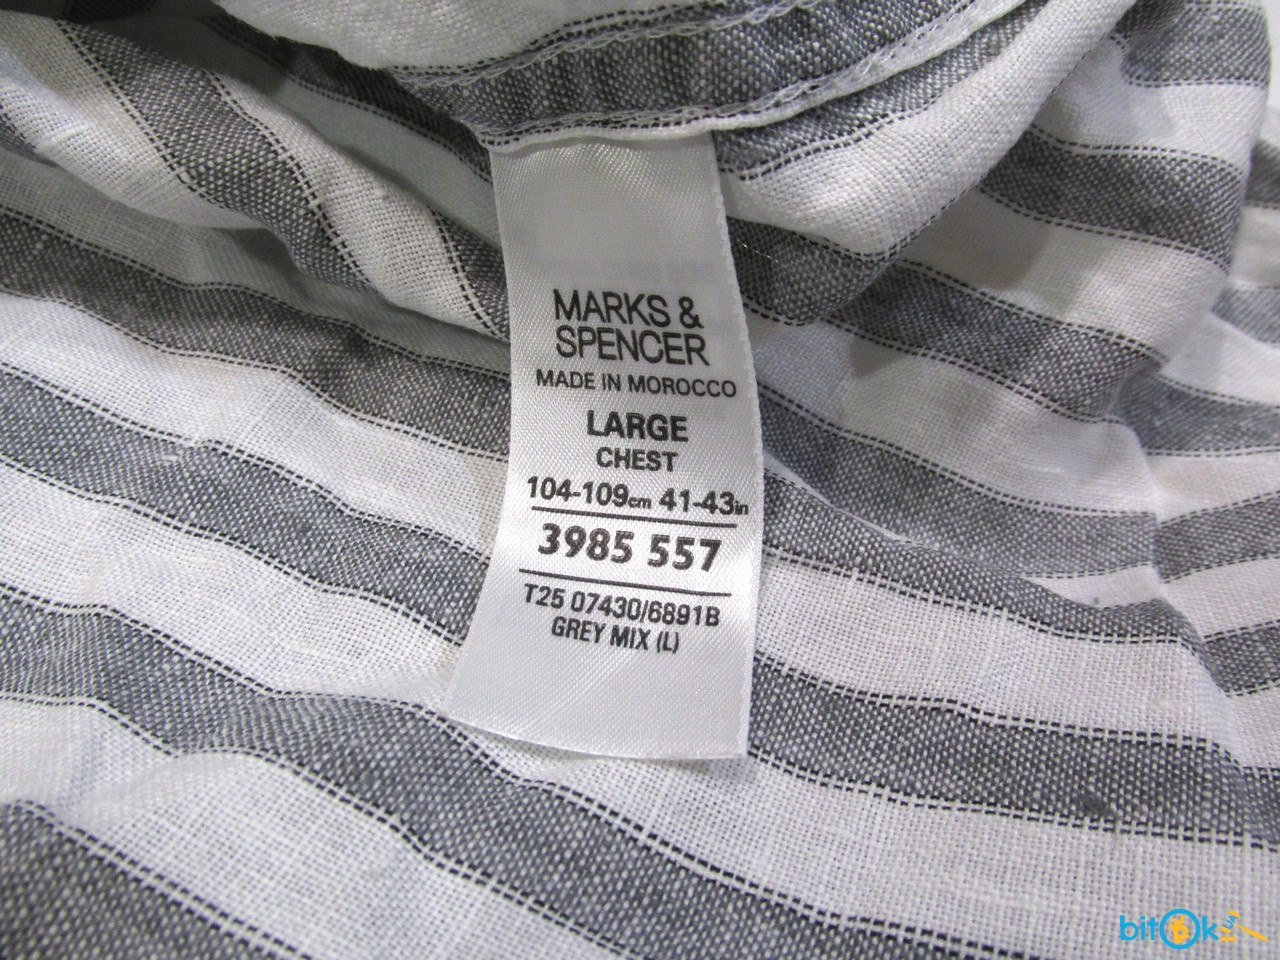 MARKS &
SPENCER
MADE IN MOROCCO
LARGE
CHEST
104-109cm 41-43in
3985 557
T25 07430/6891B
GREY MIX (L)
bitok